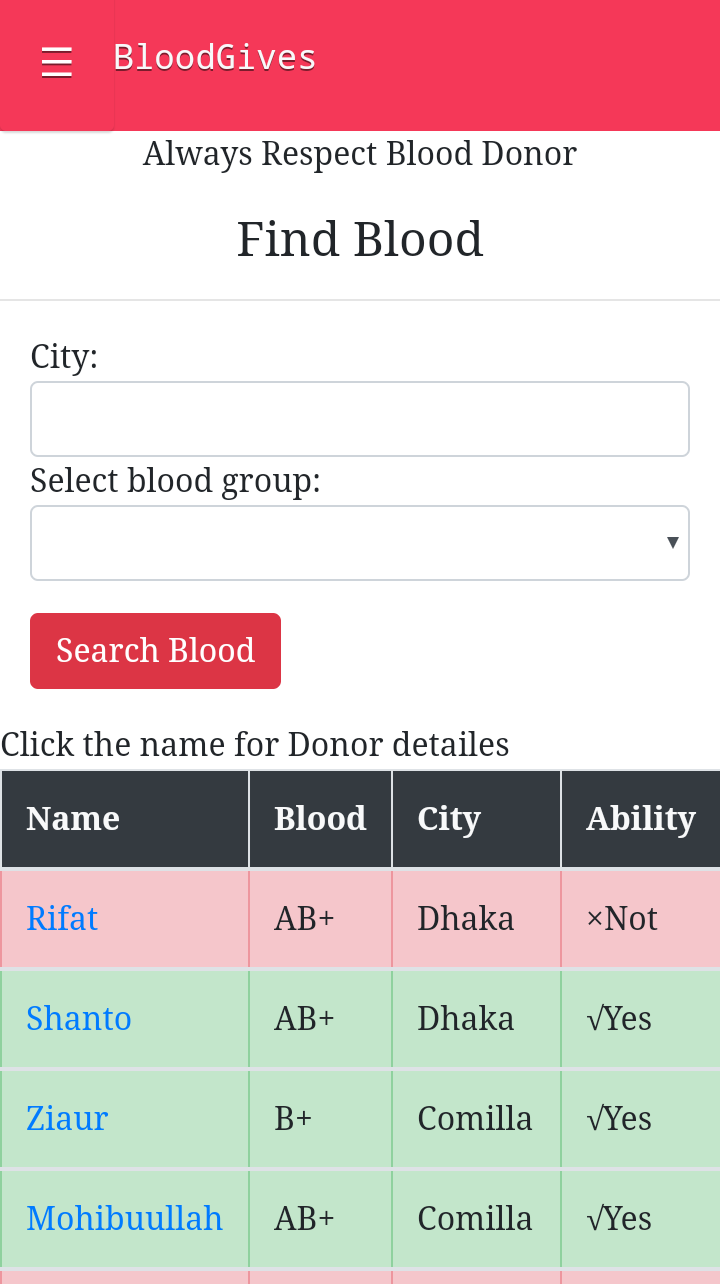 ☰ BloodGives
Always Respect Blood Donor
Find Blood
City:
Select blood group:
▼
Search Blood
Click the name for Donor detailes
Name Blood City Ability
Rifat AB+ Dhaka ×Not
Shanto AB+ Dhaka √Yes
Ziaur B+ Comilla √Yes
Mohibuullah AB+ Comilla √Yes